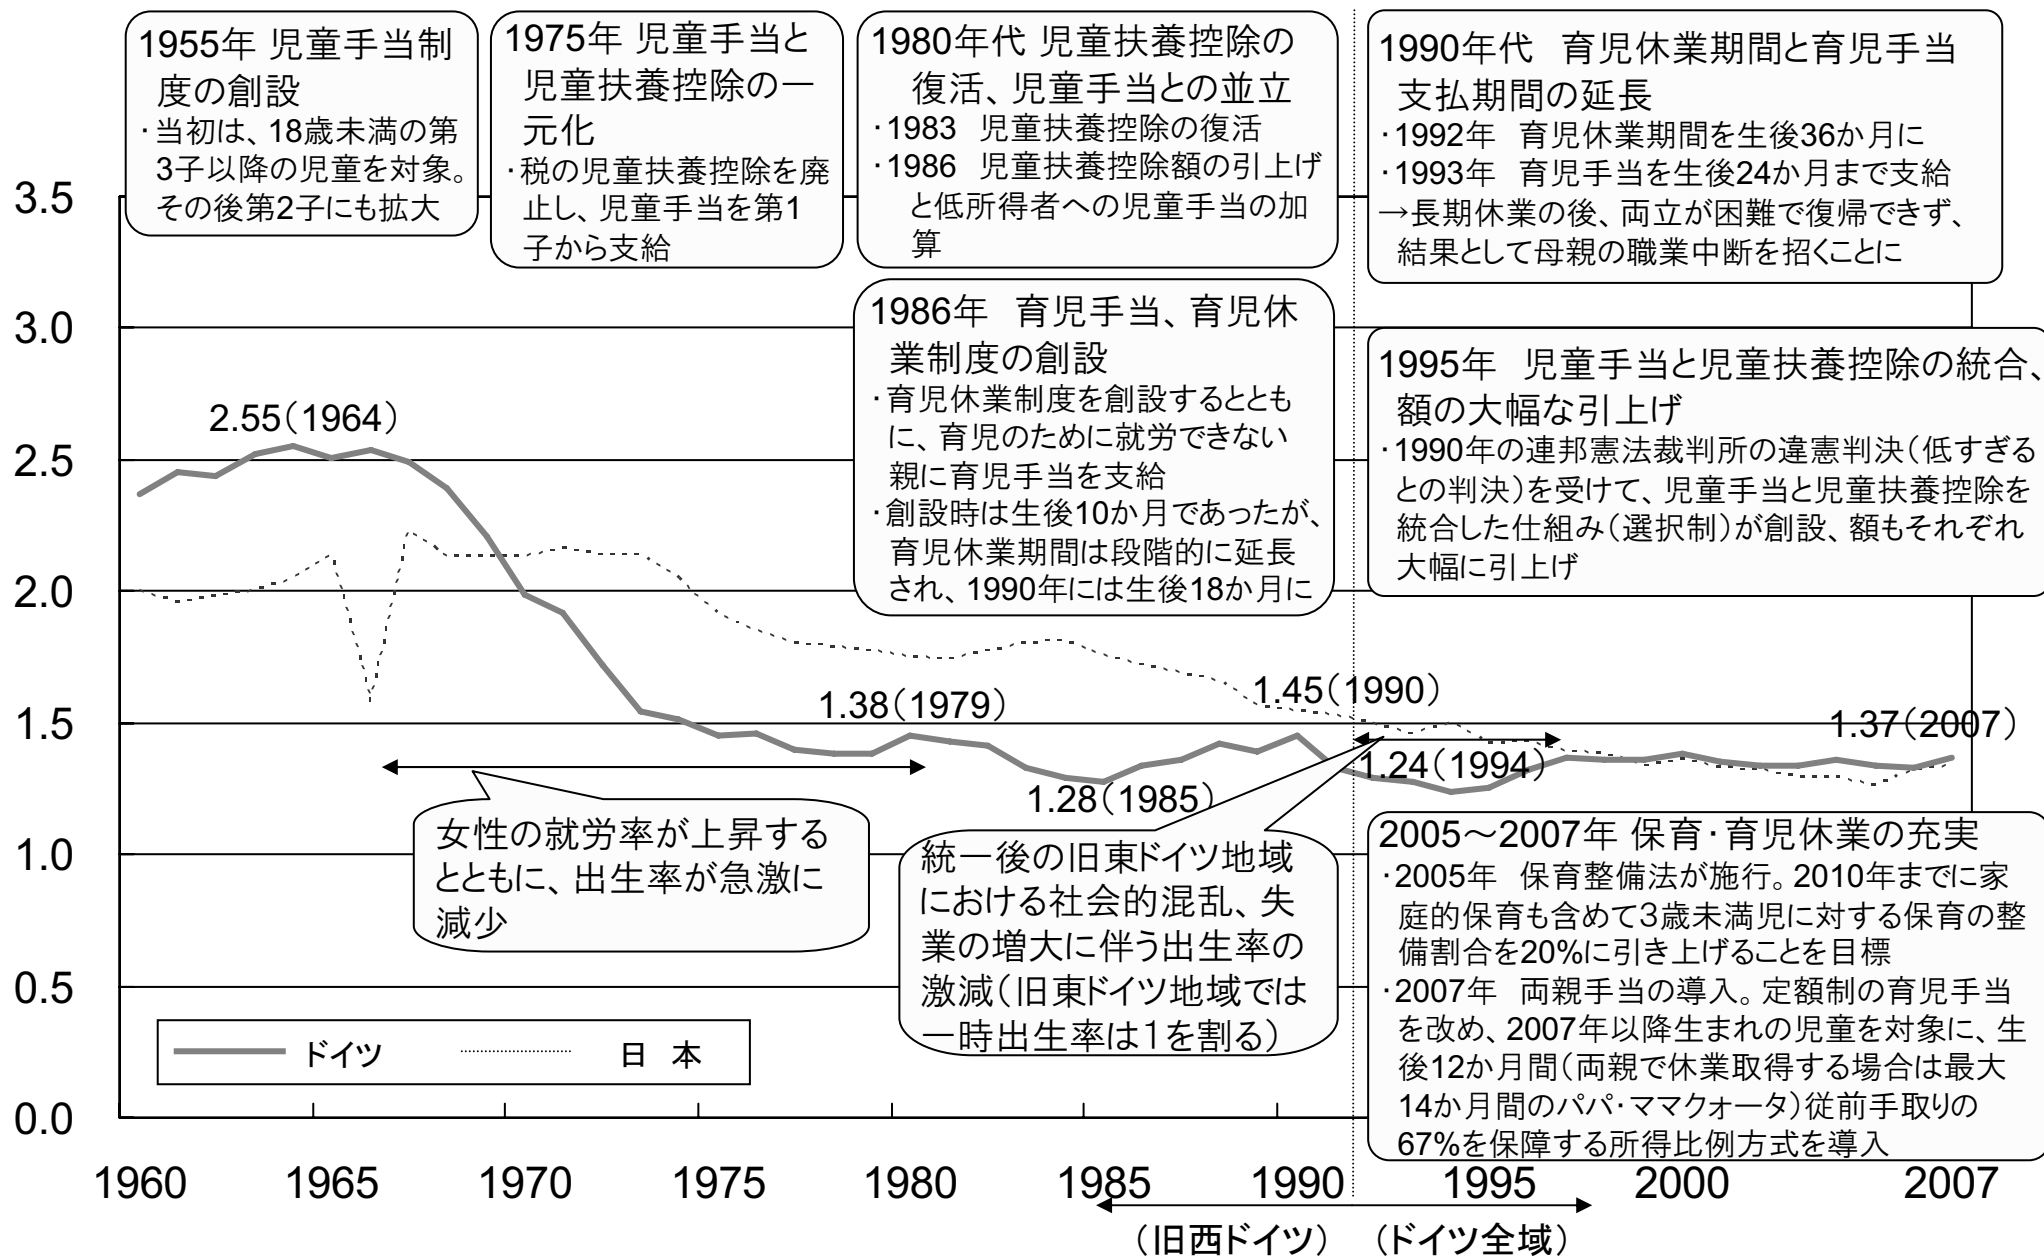 1955年 児童手当制
度の創設
・当初は、18歳未満の第
3子以降の児童を対象。
その後第2子にも拡大
1975年 児童手当と
児童扶養控除の一
元化
・税の児童扶養控除を廃
止し、児童手当を第1
子から支給
1980年代 児童扶養控除の
復活、児童手当との並立
・1983 児童扶養控除の復活
・1986 児童扶養控除額の引上げ
と低所得者への児童手当の加
算
1990年代 育児休業期間と育児手当
支払期間の延長
・1992年 育児休業期間を生後36か月に
・1993年 育児手当を生後24か月まで支給
→長期休業の後、両立が困難で復帰できず、
結果として母親の職業中断を招くことに
1986年 育児手当、育児休
業制度の創設
・育児休業制度を創設するととも
に、育児のために就労できない
親に育児手当を支給
・創設時は生後10か月であったが、
育児休業期間は段階的に延長
され、1990年には生後18か月に
1995年 児童手当と児童扶養控除の統合、
額の大幅な引上げ
・1990年の連邦憲法裁判所の違憲判決（低すぎる
との判決）を受けて、児童手当と児童扶養控除を
統合した仕組み（選択制）が創設、額もそれぞれ
大幅に引上げ
3.5
3.0
2.5
2.0
1.5
1.0
0.5
0.0
2.55（1964）
1.38（1979）
1.28（1985）
1.45（1990）
1.24（1994）
1.37（2007）
女性の就労率が上昇する
とともに、出生率が急激に
減少
統一後の旧東ドイツ地域
における社会的混乱、失
業の増大に伴う出生率の
激減（旧東ドイツ地域では
一時出生率は1を割る）
2005～2007年 保育・育児休業の充実
・2005年 保育整備法が施行。2010年までに家
庭的保育も含めて3歳未満児に対する保育の整
備割合を20%に引き上げることを目標
・2007年 両親手当の導入。定額制の育児手当
を改め、2007年以降生まれの児童を対象に、生
後12か月間（両親で休業取得する場合は最大
14か月間のパパ・ママクォータ）従前手取りの
67%を保障する所得比例方式を導入
ドイツ 日 本
1960 1965 1970 1975 1980 1985 1990 1995 2000 2007
（旧西ドイツ） （ドイツ全域）